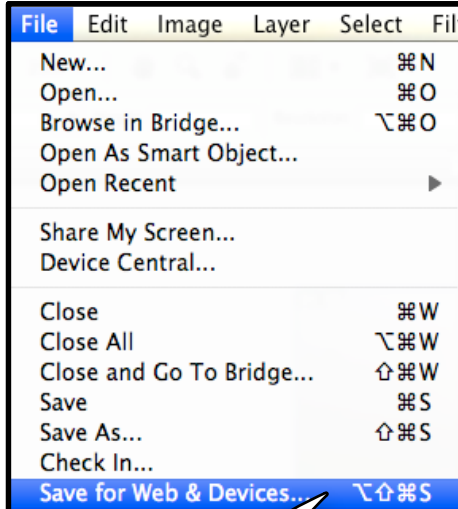 File Edit Image Layer Select Fil
New... ⌘N
Open... ⌘O
Browse in Bridge... ⌥⌘O
Open As Smart Object...
Open Recent ▶
Share My Screen...
Device Central...
Close ⌘W
Close All ⌥⌘W
Close and Go To Bridge... ⇧⌘W
Save ⌘S
Save As... ⇧⌘S
Check In...
Save for Web & Devices... ⌥⇧⌘S